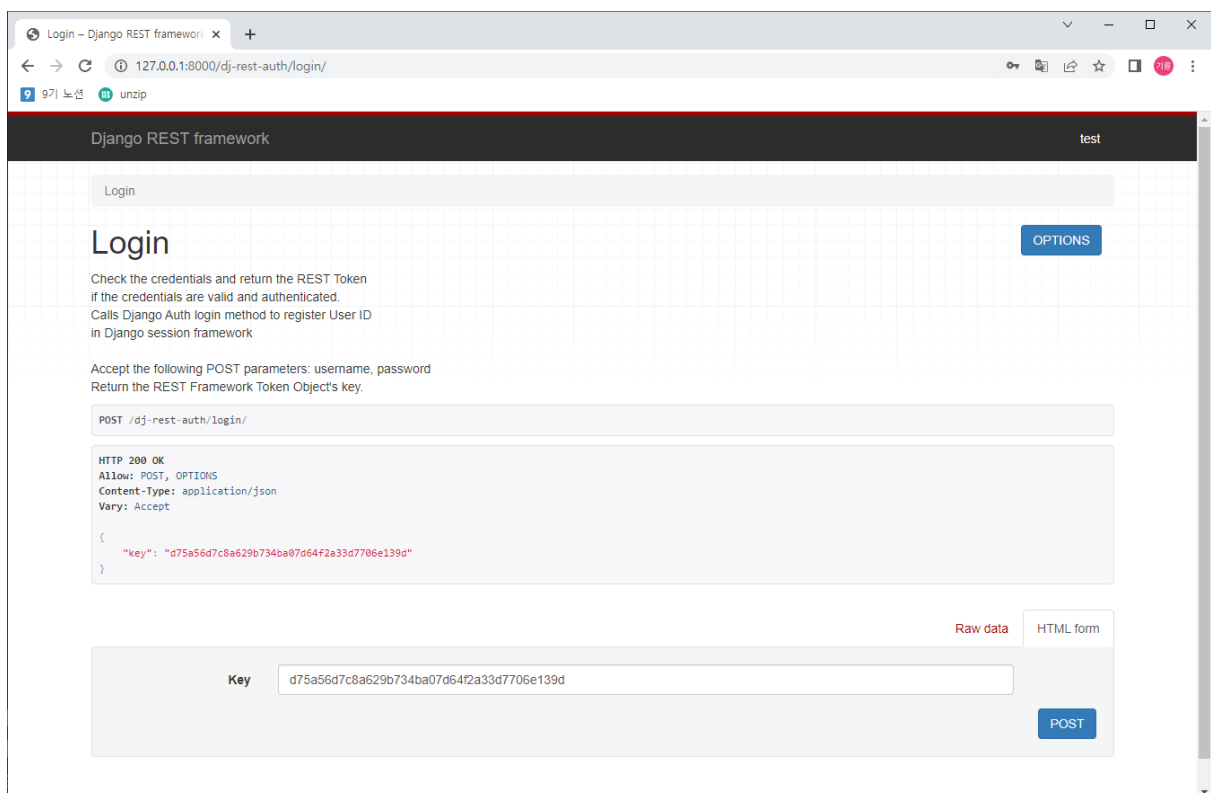 Login – Django REST framework
127.0.0.1:8000/dj-rest-auth/login/
기륭
9 9기 노션
unzip
Django REST framework
test
Login
Login
OPTIONS
Check the credentials and return the REST Token
if the credentials are valid and authenticated.
Calls Django Auth login method to register User ID
in Django session framework
Accept the following POST parameters: username, password
Return the REST Framework Token Object's key.
POST /dj-rest-auth/login/
HTTP 200 OK
Allow: POST, OPTIONS
Content-Type: application/json
Vary: Accept
{
"key": "d75a56d7c8a629b734ba07d64f2a33d7706e139d"
}
Raw data
HTML form
Key
d75a56d7c8a629b734ba07d64f2a33d7706e139d
POST